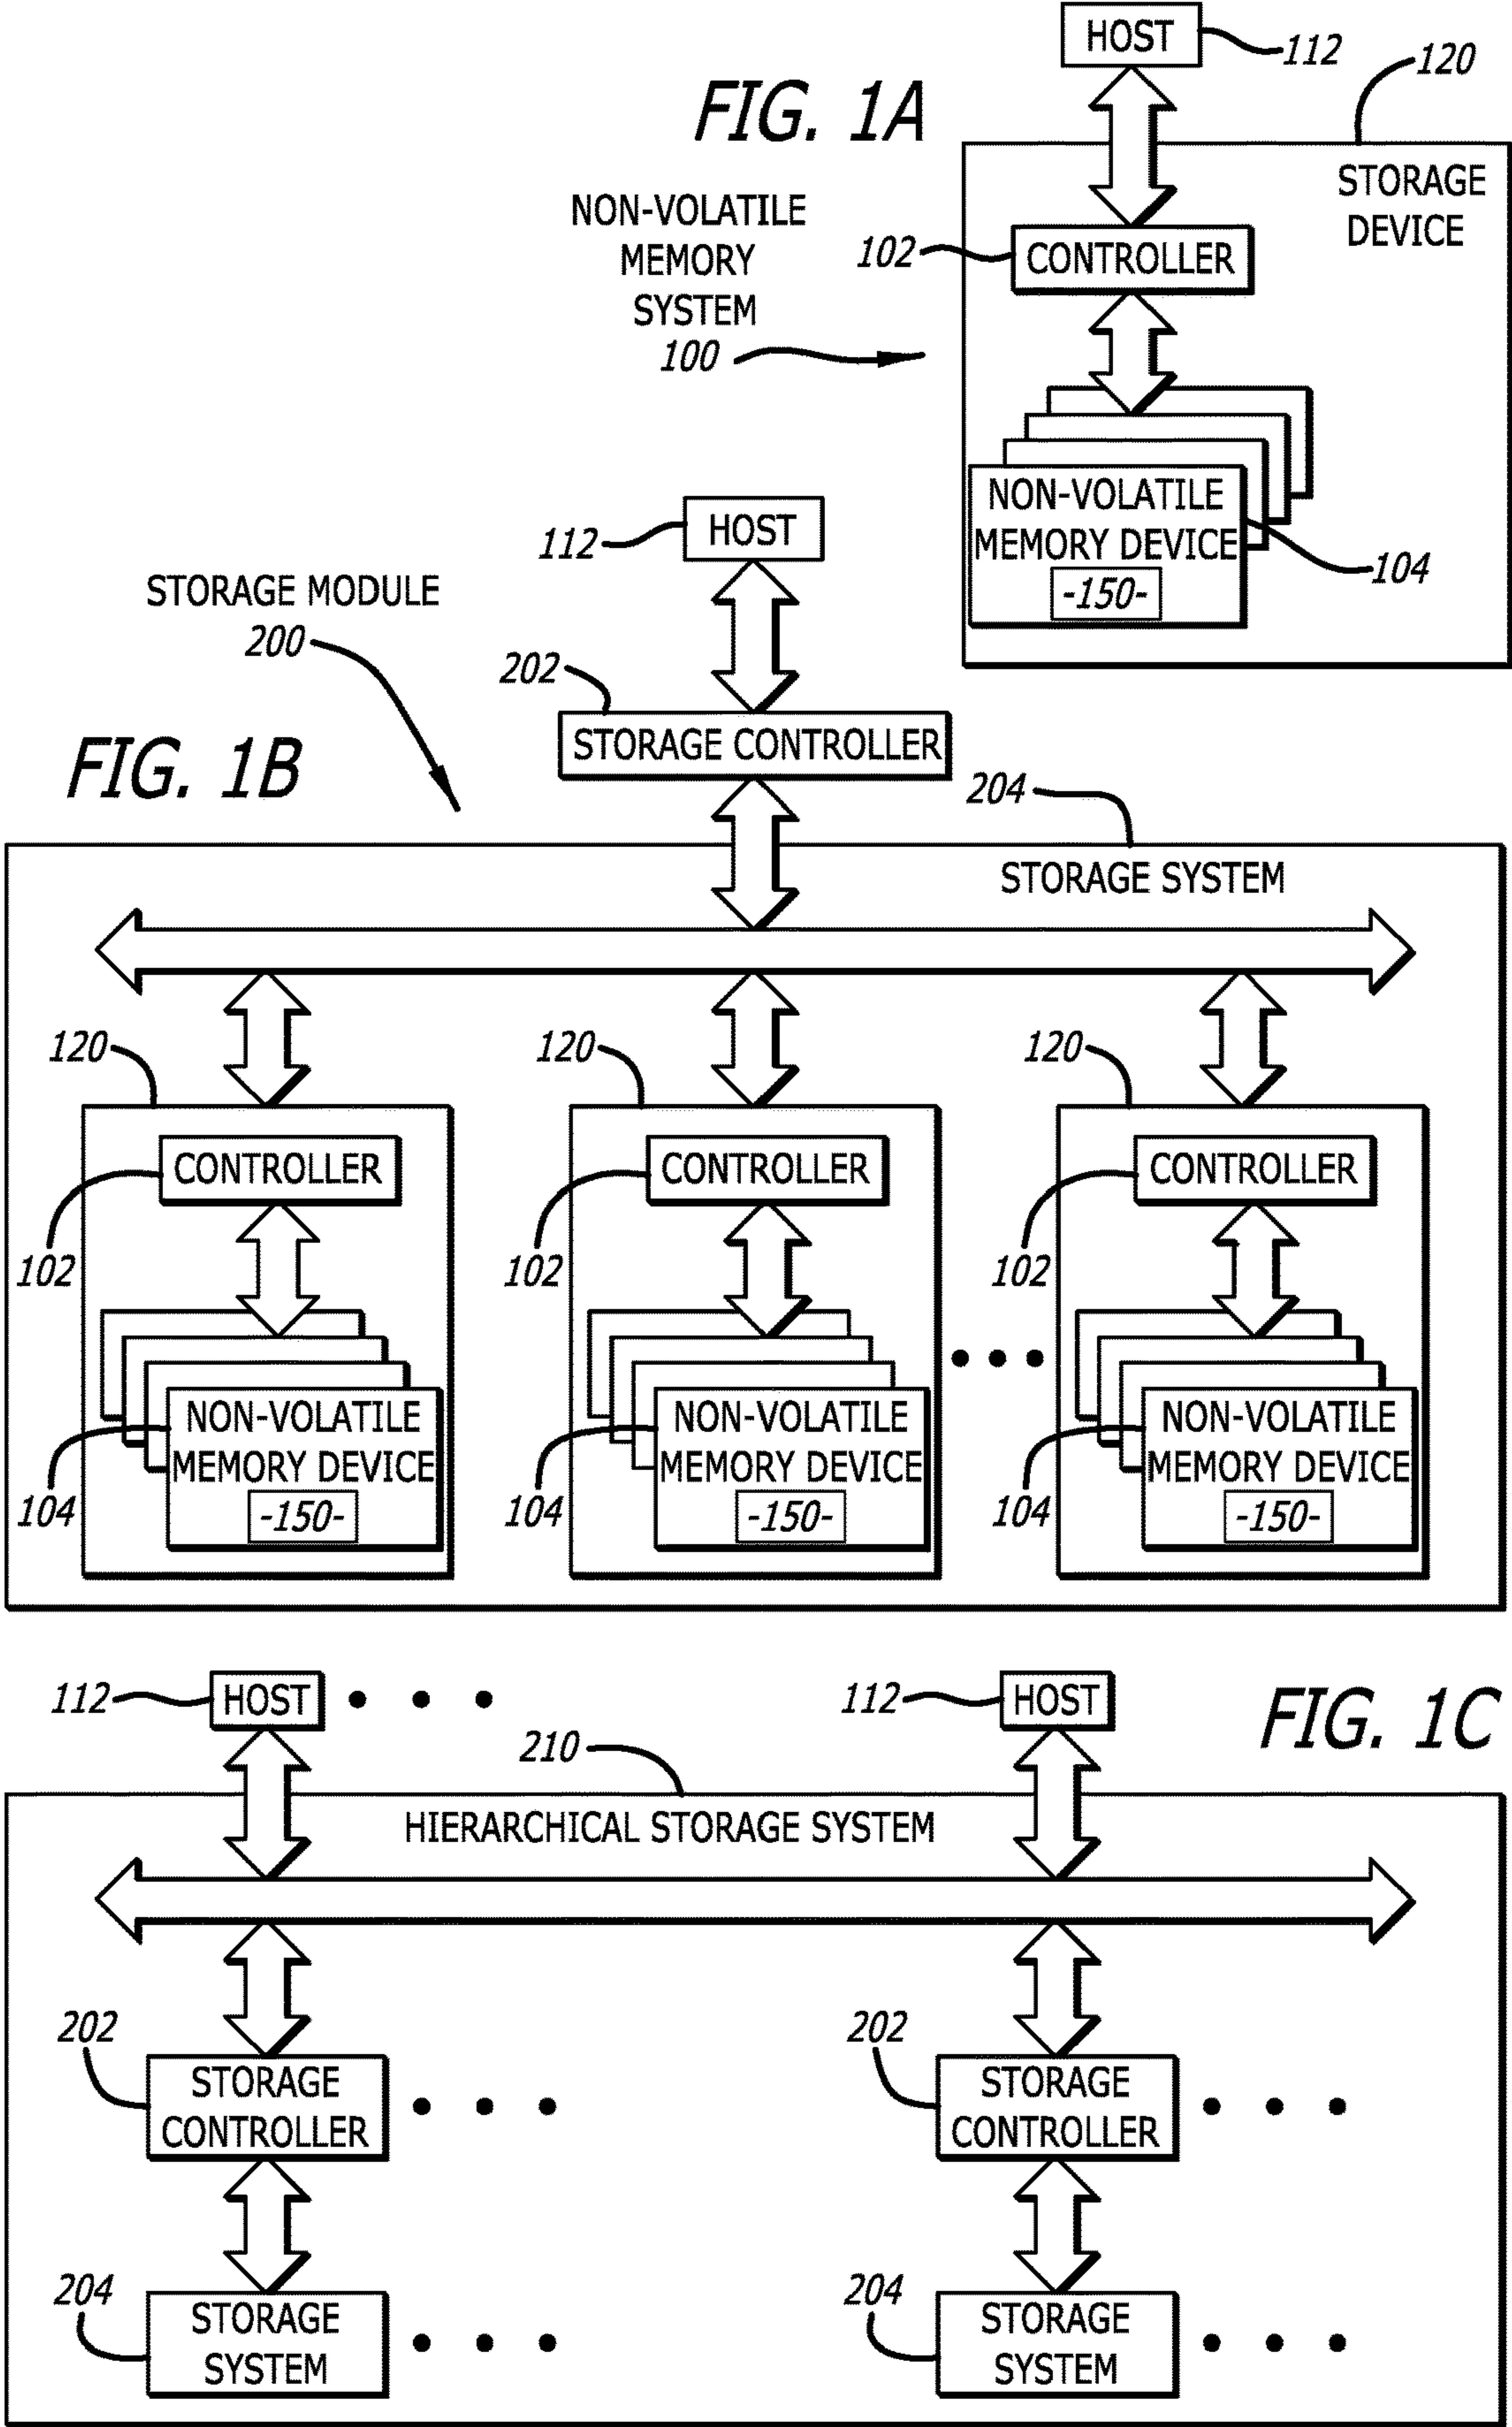 HOST
112
120
FIG. 1A
STORAGE
DEVICE
NON-VOLATILE
MEMORY
SYSTEM
100
102
CONTROLLER
NON-VOLATILE
MEMORY DEVICE
-150-
104
112
HOST
STORAGE MODULE
200
202
STORAGE CONTROLLER
FIG. 1B
204
STORAGE SYSTEM
120
120
120
CONTROLLER
CONTROLLER
CONTROLLER
102
102
102
NON-VOLATILE
MEMORY DEVICE
-150-
104
NON-VOLATILE
MEMORY DEVICE
-150-
104
NON-VOLATILE
MEMORY DEVICE
-150-
104
112
HOST
112
HOST
FIG. 1C
210
HIERARCHICAL STORAGE SYSTEM
202
STORAGE
CONTROLLER
202
STORAGE
CONTROLLER
204
STORAGE
SYSTEM
204
STORAGE
SYSTEM